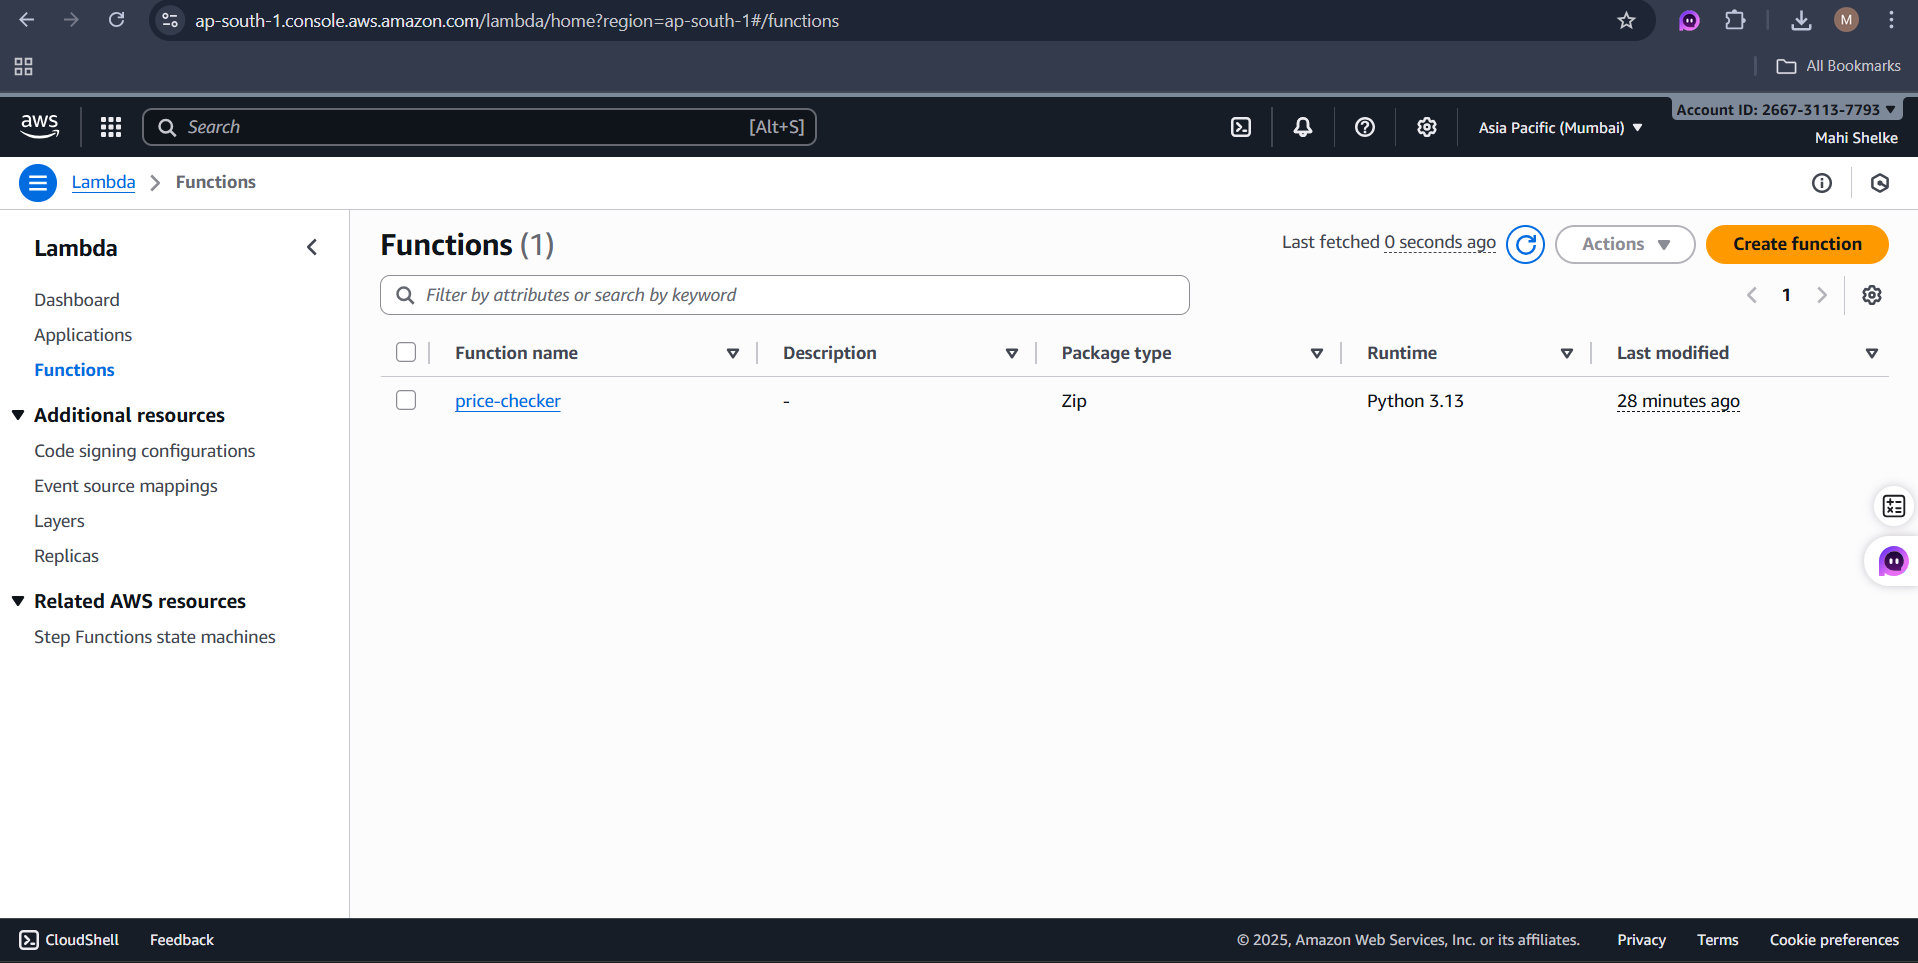 ap-south-1.console.aws.amazon.com/lambda/home?region=ap-south-1#/functions
M
All Bookmarks
aws
Search
[Alt+S]
Asia Pacific (Mumbai)
Account ID: 2667-3113-7793
Mahi Shelke
Lambda
Functions
Lambda
Dashboard
Applications
Functions
Additional resources
Code signing configurations
Event source mappings
Layers
Replicas
Related AWS resources
Step Functions state machines
Functions (1)
Last fetched 0 seconds ago
Actions
Create function
Filter by attributes or search by keyword
1
Function name Description Package type Runtime Last modified
price-checker - Zip Python 3.13 28 minutes ago
CloudShell Feedback © 2025, Amazon Web Services, Inc. or its affiliates. Privacy Terms Cookie preferences